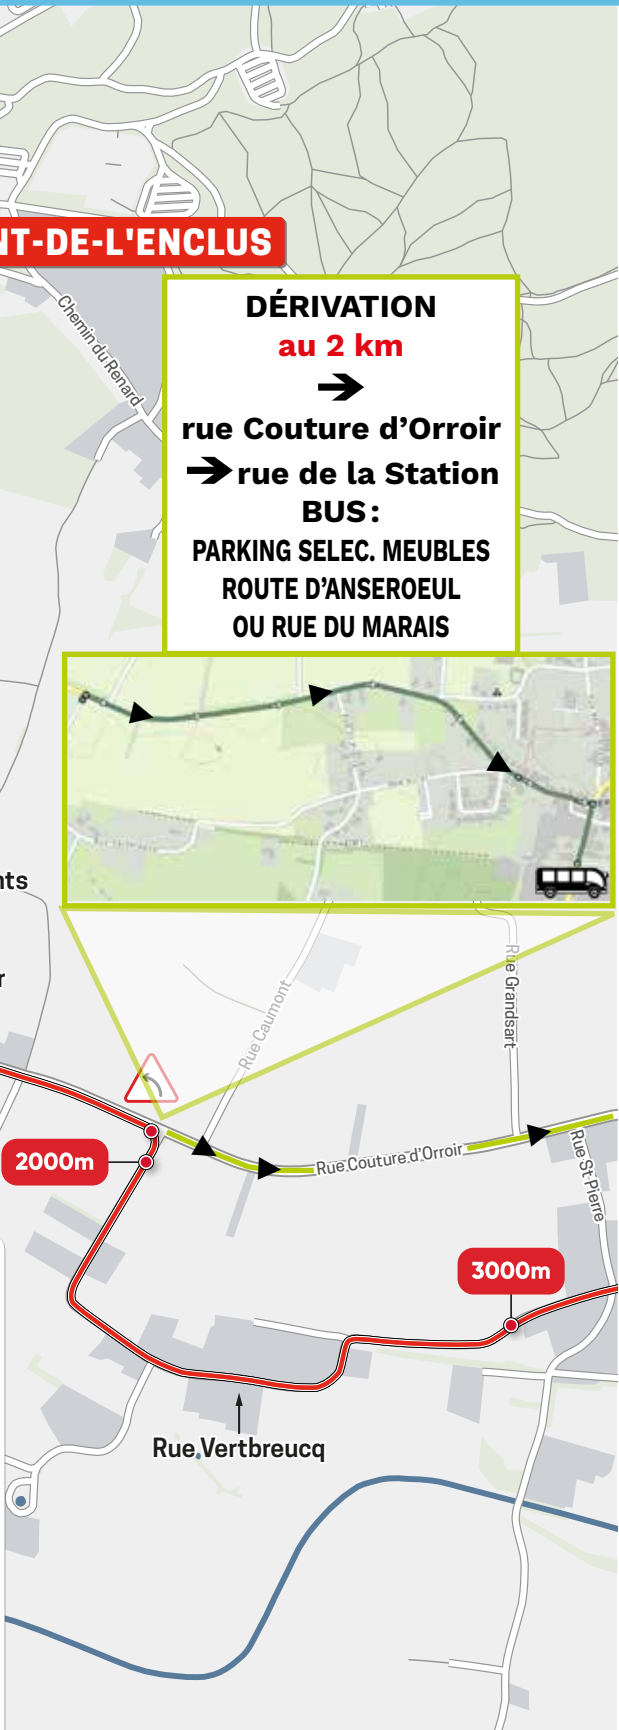 NT-DE-L'ENCLUS
Chemin du Renard
DÉRIVATION
au 2 km
→
rue Couture d’Orroir
→ rue de la Station
BUS :
PARKING SELEC. MEUBLES
ROUTE D’ANSEROEUL
OU RUE DU MARAIS
nts
r
Rue Caumont
Rue Grandsart
2000m
Rue Couture d’Orroir
Rue St-Pierre
3000m
Rue Vertbreucq